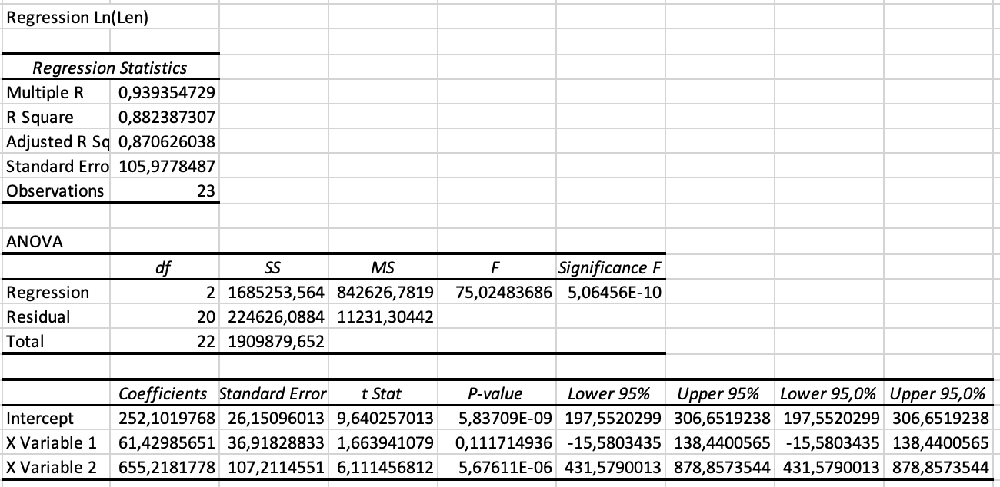 Regression Ln(Len)
Regression Statistics
Multiple R 0,939354729
R Square 0,882387307
Adjusted R Sq 0,870626038
Standard Erro 105,9778487
Observations 23
ANOVA
df SS MS F Significance F
Regression 2 1685253,564 842626,7819 75,02483686 5,06456E-10
Residual 20 224626,0884 11231,30442
Total 22 1909879,652
Coefficients Standard Error t Stat P-value Lower 95% Upper 95% Lower 95,0% Upper 95,0%
Intercept 252,1019768 26,15096013 9,640257013 5,83709E-09 197,5520299 306,6519238 197,5520299 306,6519238
X Variable 1 61,42985651 36,91828833 1,663941079 0,111714936 -15,5803435 138,4400565 -15,5803435 138,4400565
X Variable 2 655,2181778 107,2114551 6,111456812 5,67611E-06 431,5790013 878,8573544 431,5790013 878,8573544